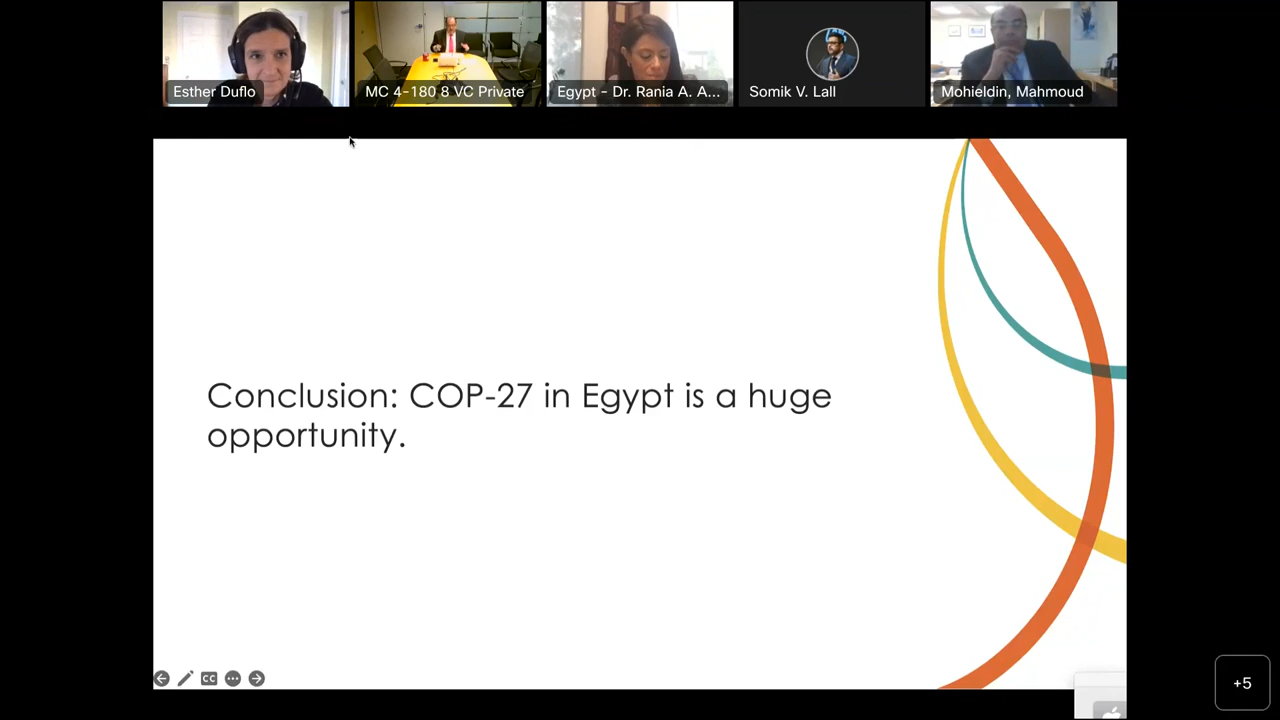 Esther Duflo
MC 4-180 8 VC Private
Egypt - Dr. Rania A. A...
Somik V. Lall
Mohieldin, Mahmoud
Conclusion: COP-27 in Egypt is a huge
opportunity.
CC
+5